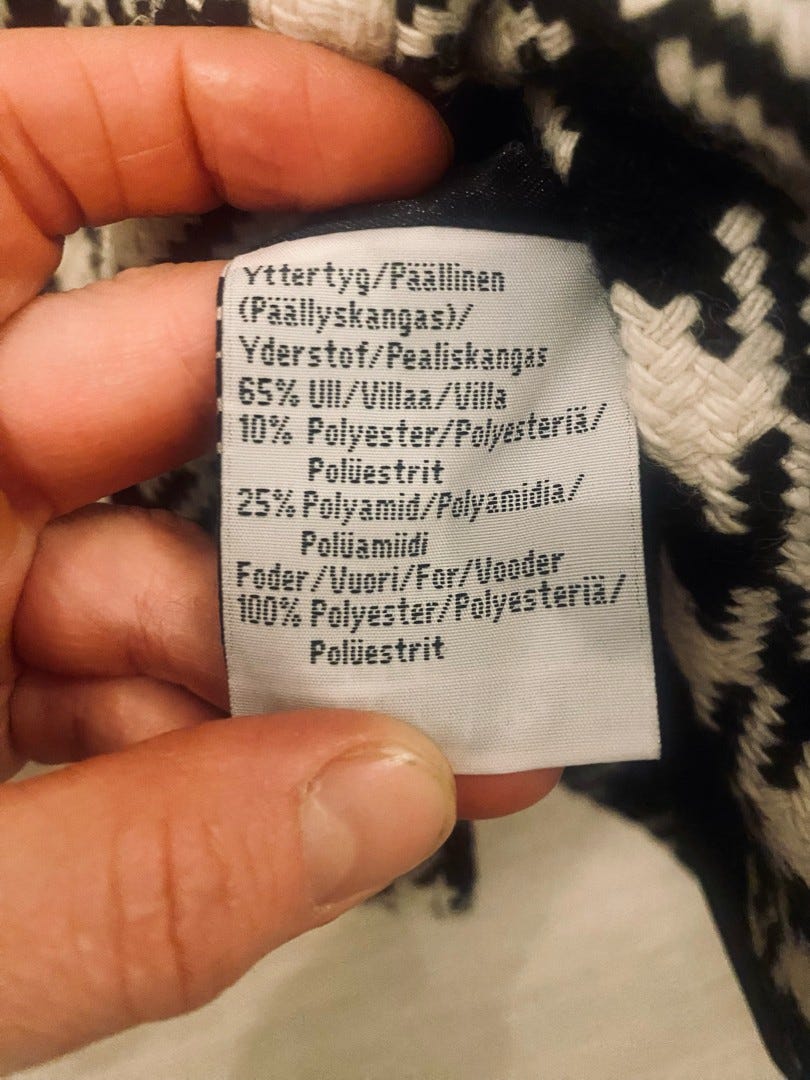 Yttertyg/Päällinen
(Päällyskangas)/
Yderstof/Pealiskangas
65% Ull/Villaa/Villa
10% Polyester/Polyesteriä/
Polüestrit
25% Polyamid/Polyamidia/
Polüamiidi
Foder/Vuori/For/Vooder
100% Polyester/Polyesteriä/
Polüestrit